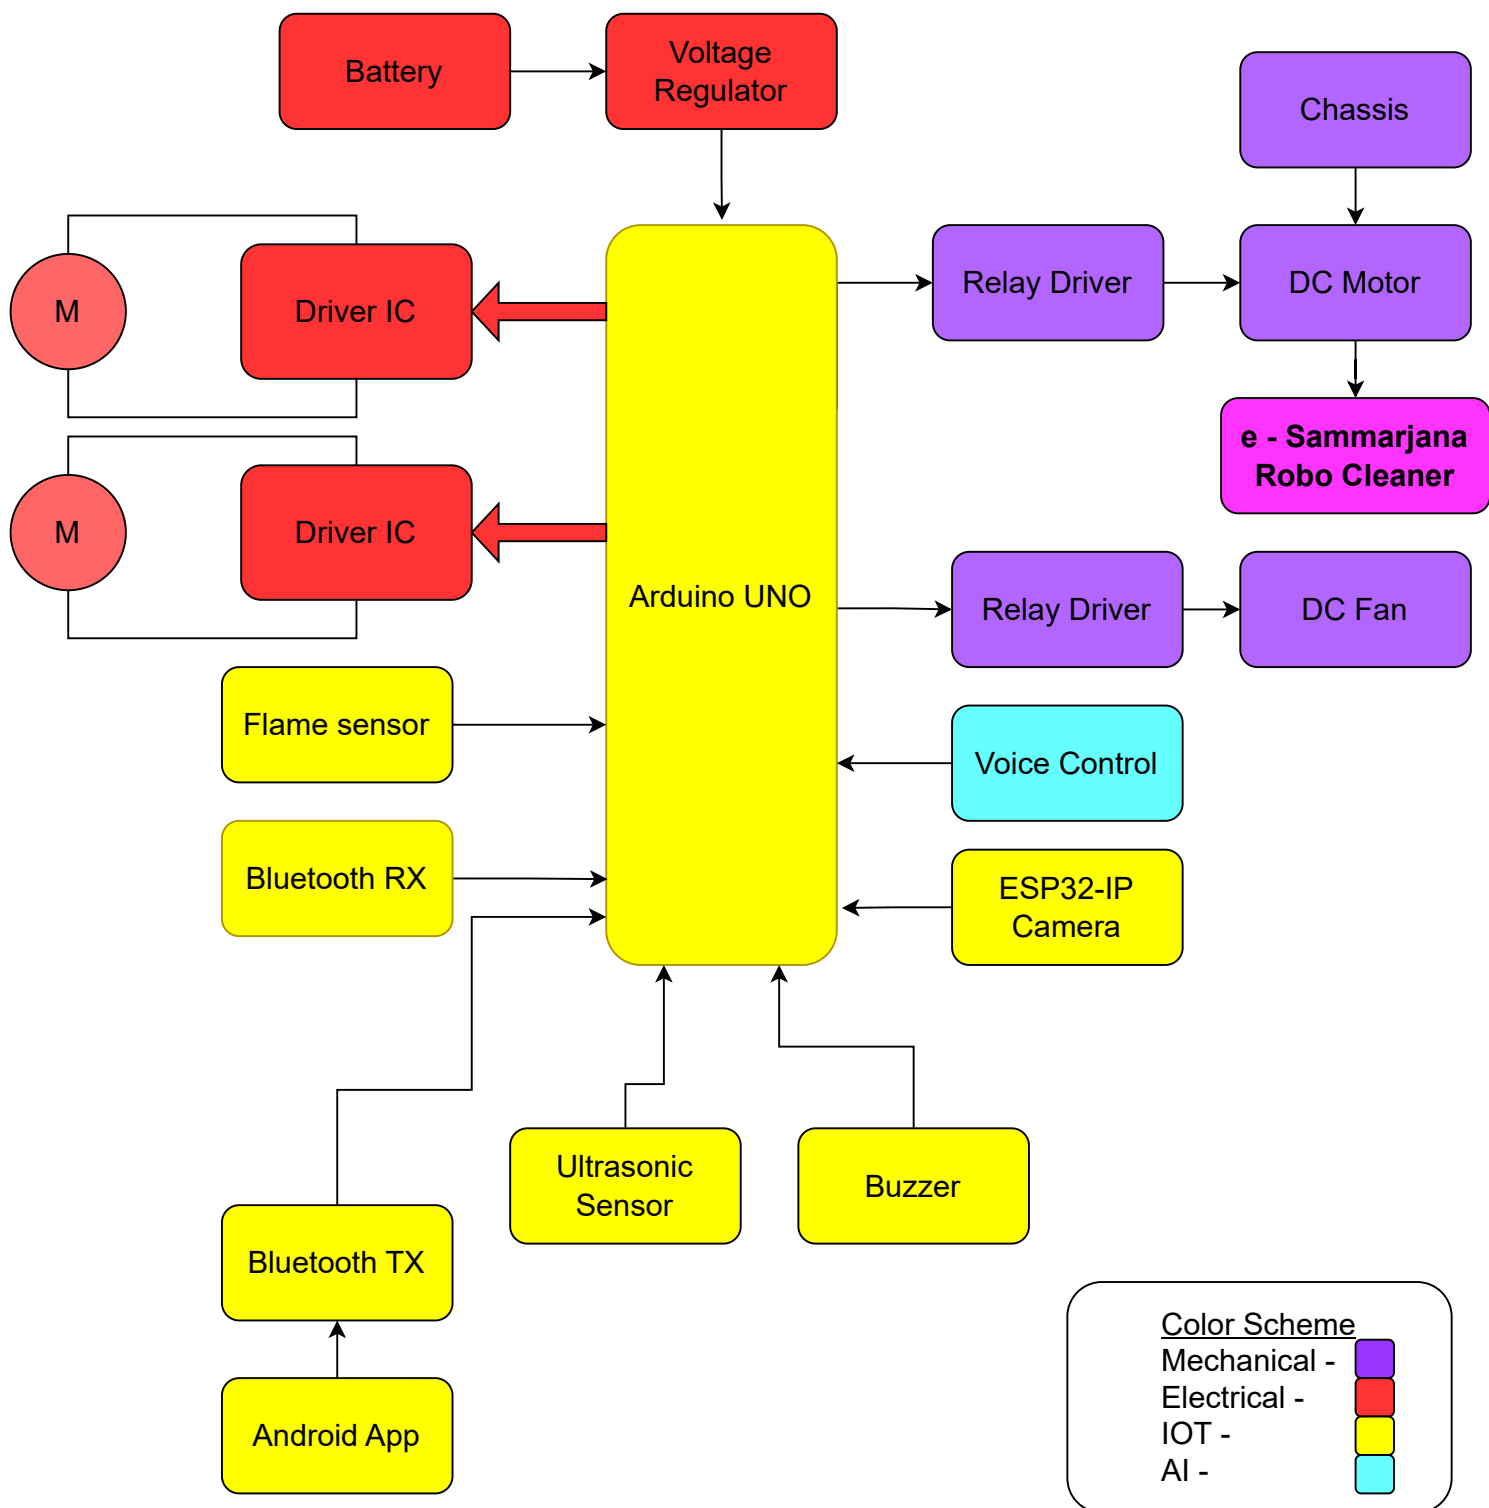 Battery
Voltage
Regulator
Chassis
M
Driver IC
Relay Driver
DC Motor
e - Sammarjana
Robo Cleaner
M
Driver IC
Arduino UNO
Relay Driver
DC Fan
Flame sensor
Voice Control
Bluetooth RX
ESP32-IP
Camera
Ultrasonic
Sensor
Buzzer
Bluetooth TX
Android App
Color Scheme
Mechanical -
Electrical -
IOT -
AI -